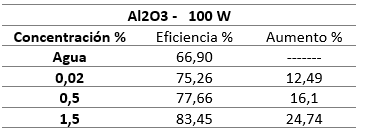 Al2O3 - 100 W
Concentración % Eficiencia % Aumento %
Agua 66,90 -------
0,02 75,26 12,49
0,5 77,66 16,1
1,5 83,45 24,74